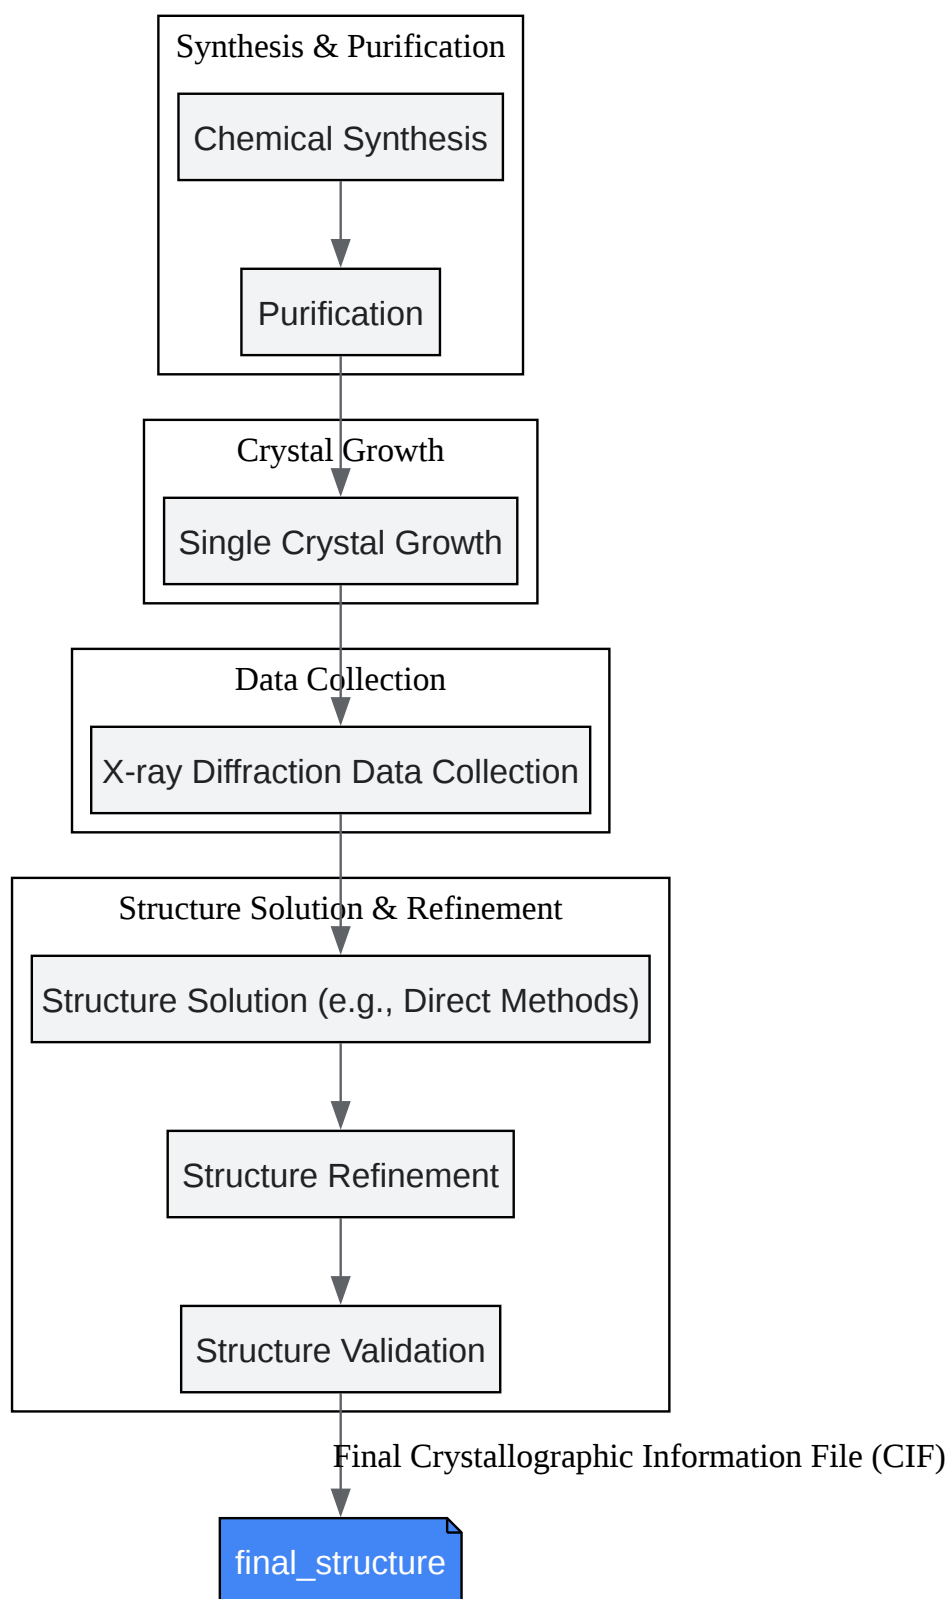 Synthesis & Purification
Chemical Synthesis
Purification
Crystal Growth
Single Crystal Growth
Data Collection
X-ray Diffraction Data Collection
Structure Solution & Refinement
Structure Solution (e.g., Direct Methods)
Structure Refinement
Structure Validation
Final Crystallographic Information File (CIF)
final_structure